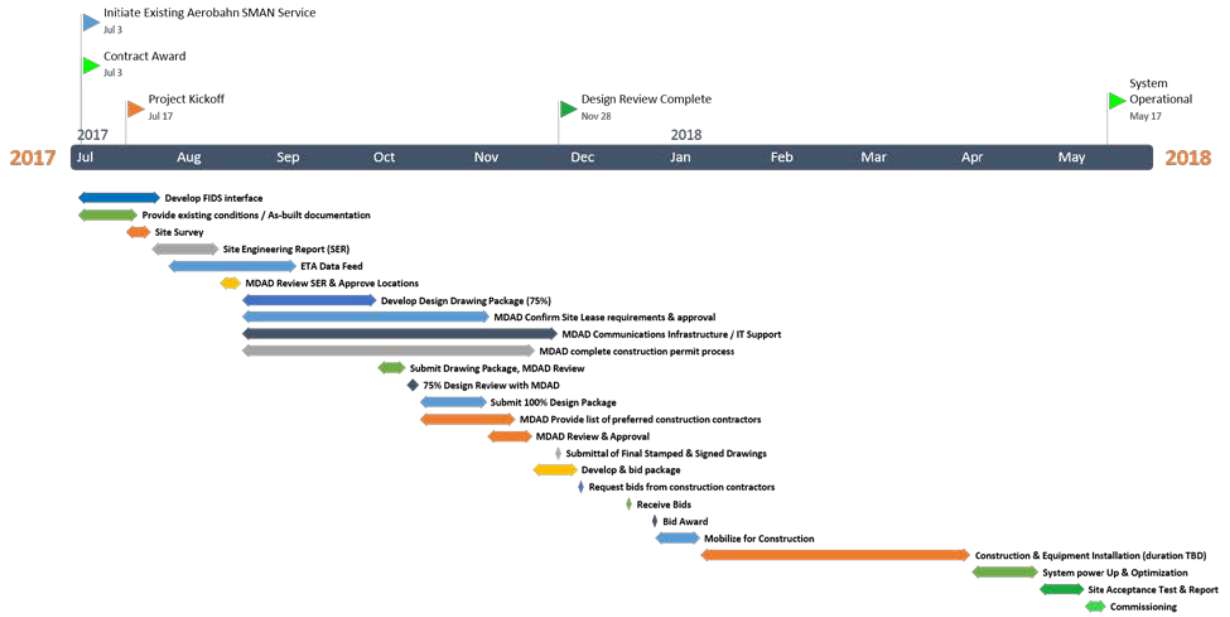 Initiate Existing Aerobahn SMAN Service
Jul 3
Contract Award
Jul 3
Project Kickoff
Jul 17
Design Review Complete
Nov 28
System
Operational
May 17
2017
2018
2017
Jul
Aug
Sep
Oct
Nov
Dec
Jan
Feb
Mar
Apr
May
2018
Develop FIDS interface
Provide existing conditions / As-built documentation
Site Survey
Site Engineering Report (SER)
ETA Data Feed
MDAD Review SER & Approve Locations
Develop Design Drawing Package (75%)
MDAD Confirm Site Lease requirements & approval
MDAD Communications Infrastructure / IT Support
MDAD complete construction permit process
Submit Drawing Package, MDAD Review
75% Design Review with MDAD
Submit 100% Design Package
MDAD Provide list of preferred construction contractors
MDAD Review & Approval
Submittal of Final Stamped & Signed Drawings
Develop & bid package
Request bids from construction contractors
Receive Bids
Bid Award
Mobilize for Construction
Construction & Equipment Installation (duration TBD)
System power Up & Optimization
Site Acceptance Test & Report
Commissioning